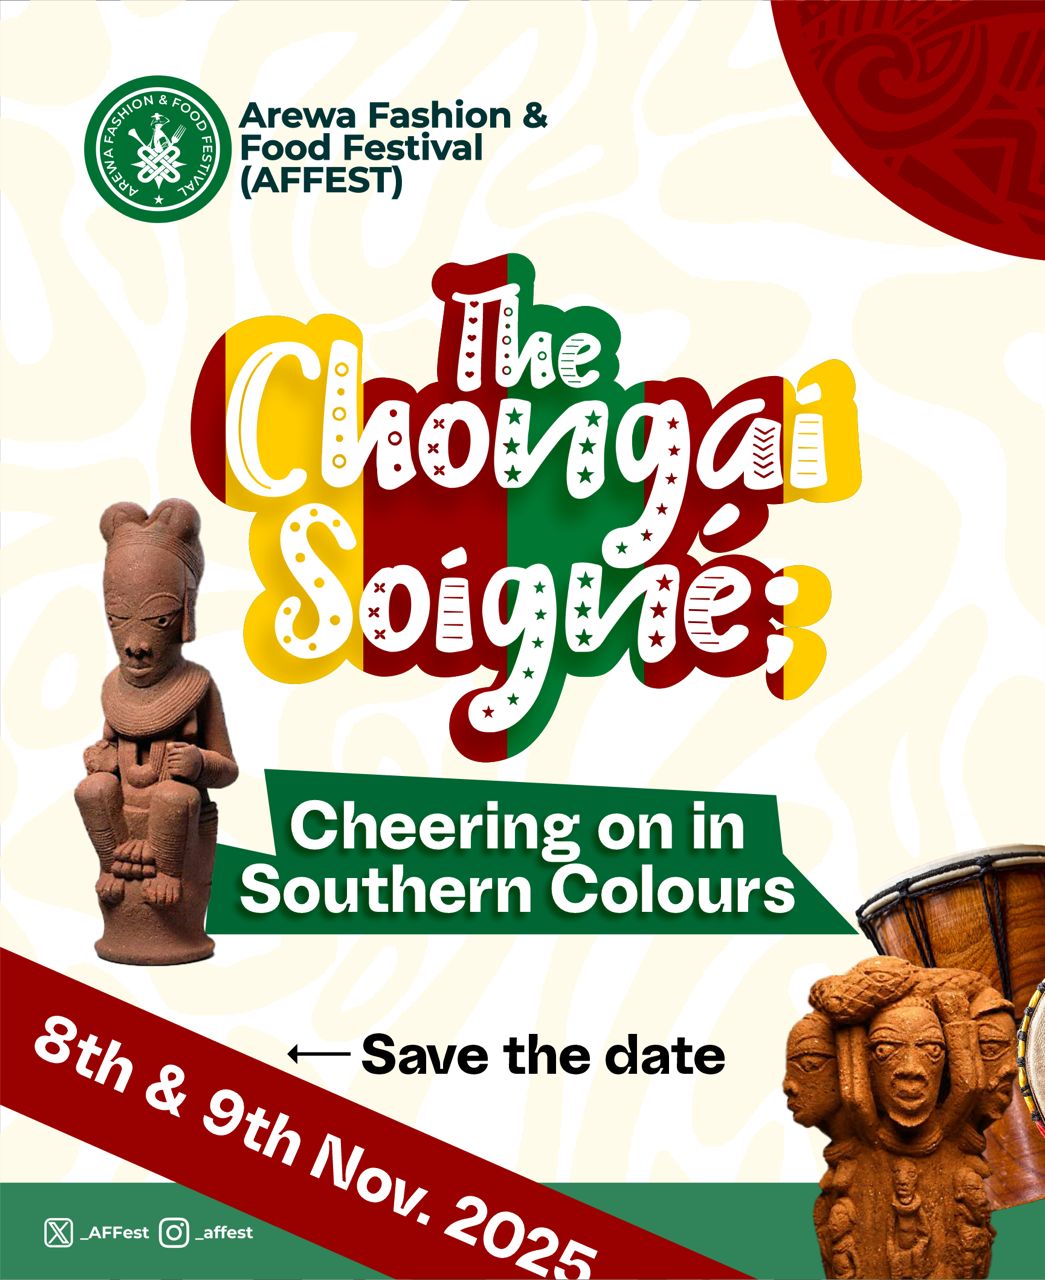 AREWA FASHION & FOOD FESTIVAL
Arewa Fashion &
Food Festival
(AFFEST)
The
Chongai
Soigné;
Cheering on in
Southern Colours
Save the date
8th & 9th Nov. 2025
_AFFest _affest